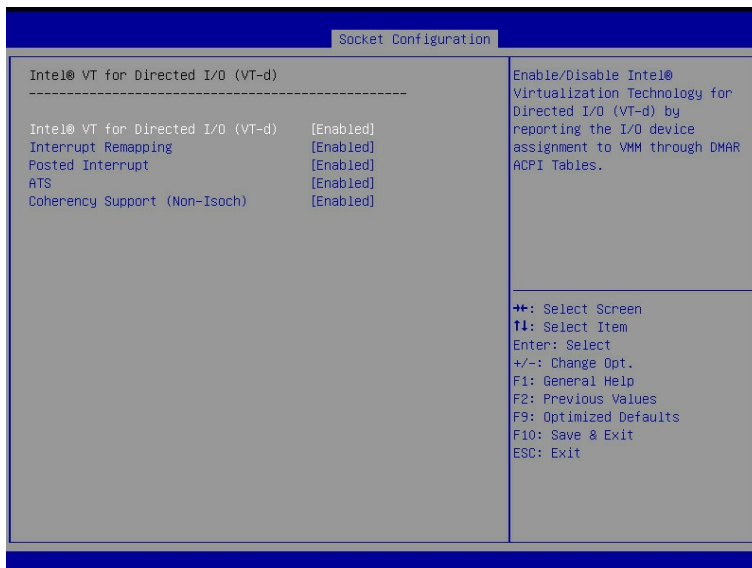 Socket Configuration
Intel® VT for Directed I/O (VT-d)
--------------------------------------------------
Intel® VT for Directed I/O (VT-d) [Enabled]
Interrupt Remapping [Enabled]
Posted Interrupt [Enabled]
ATS [Enabled]
Coherency Support (Non-Isoch) [Enabled]
Enable/Disable Intel®
Virtualization Technology for
Directed I/O (VT-d) by
reporting the I/O device
assignment to VMM through DMAR
ACPI Tables.
→←: Select Screen
↑↓: Select Item
Enter: Select
+/-: Change Opt.
F1: General Help
F2: Previous Values
F9: Optimized Defaults
F10: Save & Exit
ESC: Exit